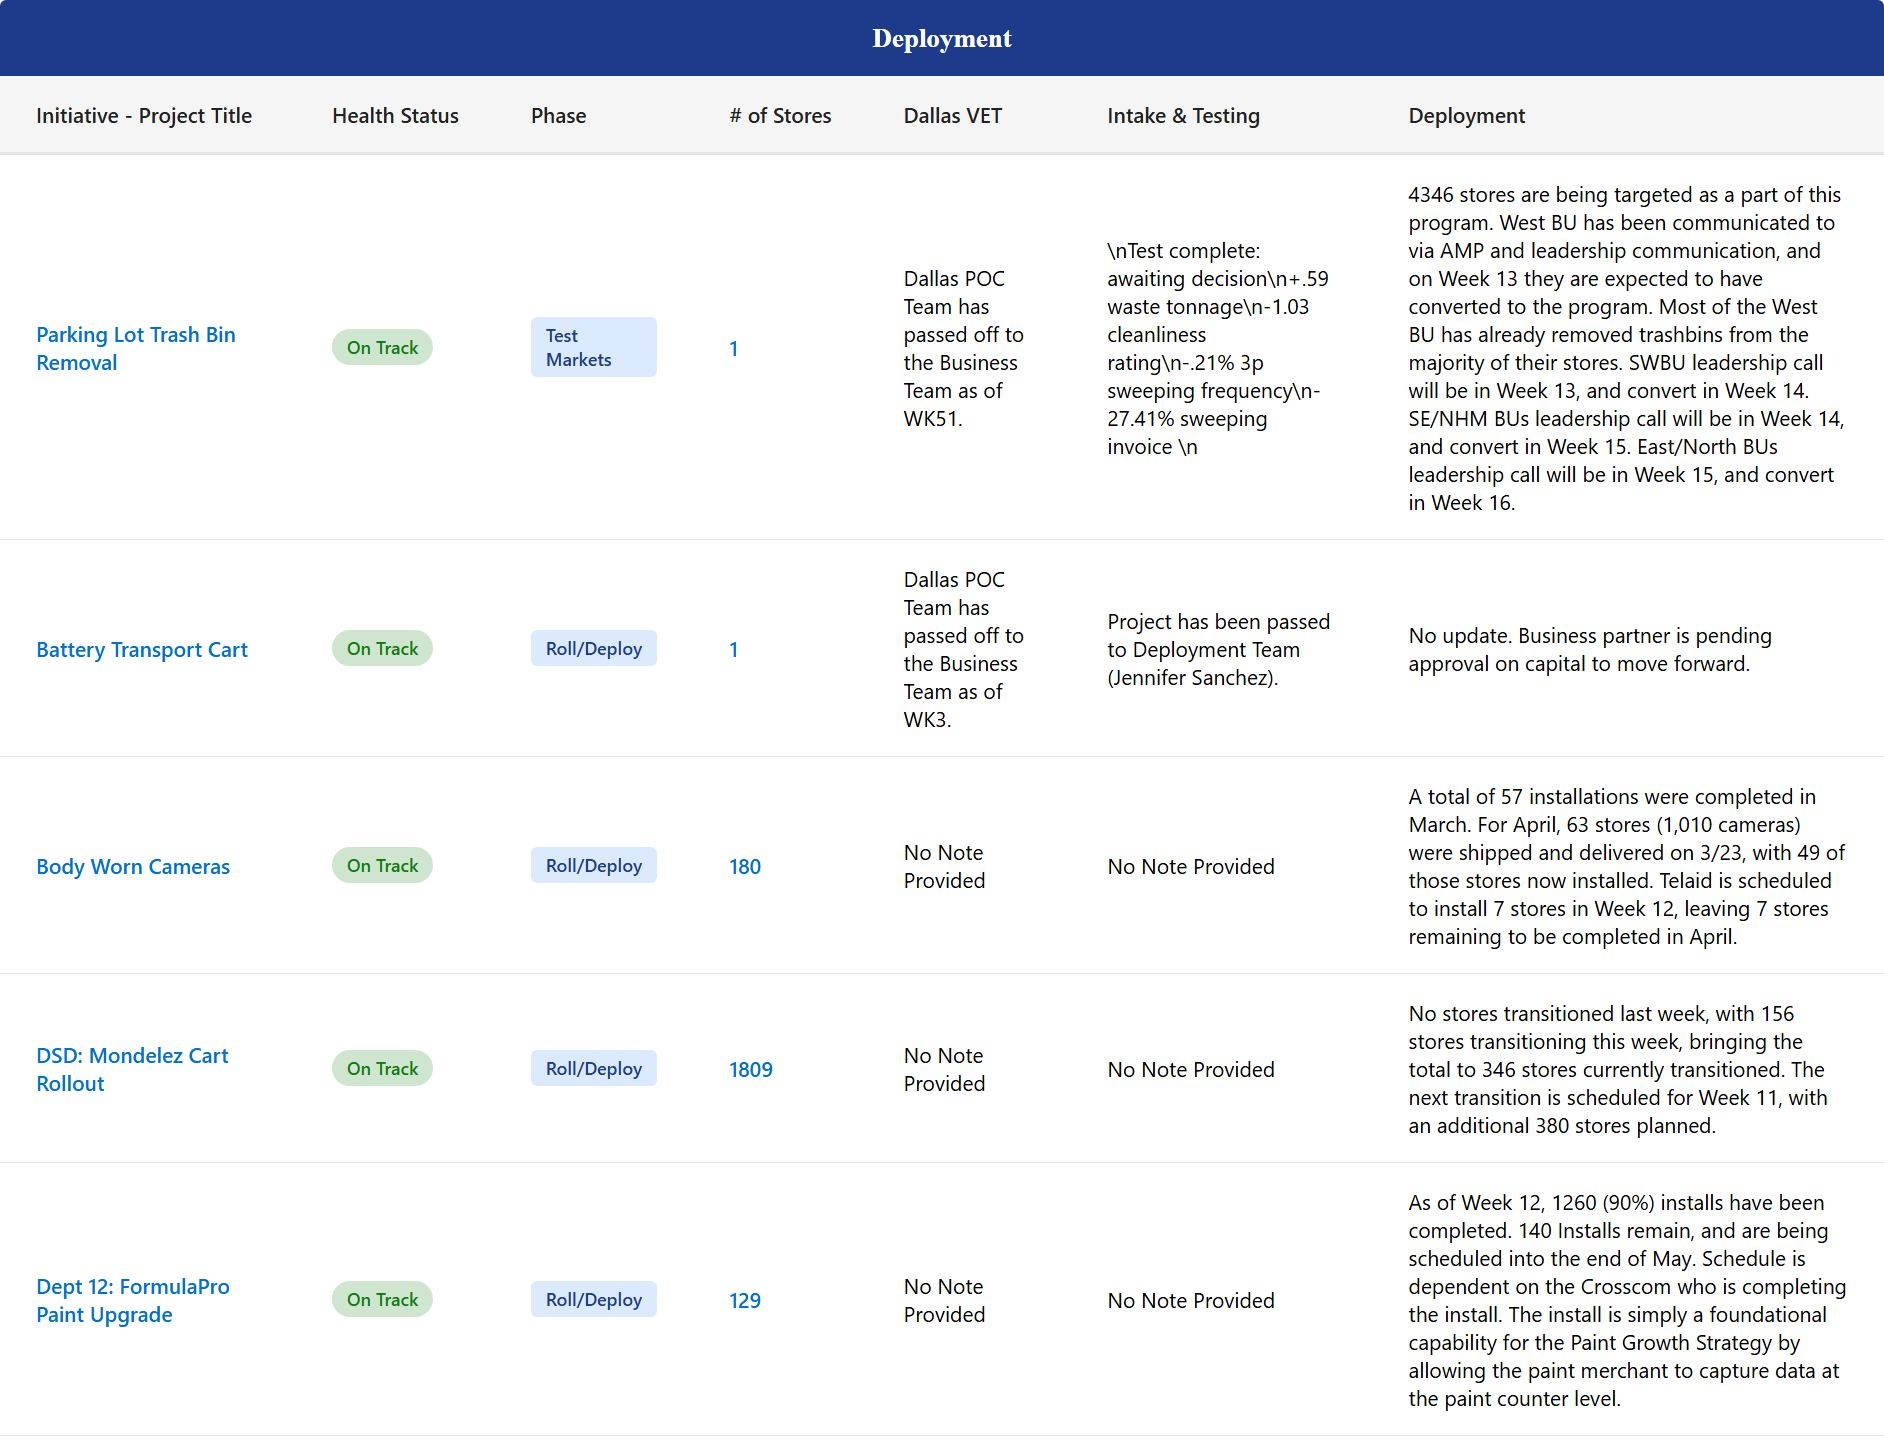 Deployment
Initiative - Project Title
Health Status
Phase
# of Stores
Dallas VET
Intake & Testing
Deployment
Parking Lot Trash Bin
Removal
On Track
Test
Markets
1
Dallas POC
Team has
passed off to
the Business
Team as of
WK51.
\nTest complete:
awaiting decision\n+.59
waste tonnage\n-1.03
cleanliness
rating\n-.21% 3p
sweeping frequency\n-
27.41% sweeping
invoice \n
4346 stores are being targeted as a part of this
program. West BU has been communicated to
via AMP and leadership communication, and
on Week 13 they are expected to have
converted to the program. Most of the West
BU has already removed trashbins from the
majority of their stores. SWBU leadership call
will be in Week 13, and convert in Week 14.
SE/NHM BUs leadership call will be in Week 14,
and convert in Week 15. East/North BUs
leadership call will be in Week 15, and convert
in Week 16.
Battery Transport Cart
On Track
Roll/Deploy
1
Dallas POC
Team has
passed off to
the Business
Team as of
WK3.
Project has been passed
to Deployment Team
(Jennifer Sanchez).
No update. Business partner is pending
approval on capital to move forward.
Body Worn Cameras
On Track
Roll/Deploy
180
No Note
Provided
No Note Provided
A total of 57 installations were completed in
March. For April, 63 stores (1,010 cameras)
were shipped and delivered on 3/23, with 49 of
those stores now installed. Telaid is scheduled
to install 7 stores in Week 12, leaving 7 stores
remaining to be completed in April.
DSD: Mondelez Cart
Rollout
On Track
Roll/Deploy
1809
No Note
Provided
No Note Provided
No stores transitioned last week, with 156
stores transitioning this week, bringing the
total to 346 stores currently transitioned. The
next transition is scheduled for Week 11, with
an additional 380 stores planned.
Dept 12: FormulaPro
Paint Upgrade
On Track
Roll/Deploy
129
No Note
Provided
No Note Provided
As of Week 12, 1260 (90%) installs have been
completed. 140 Installs remain, and are being
scheduled into the end of May. Schedule is
dependent on the Crosscom who is completing
the install. The install is simply a foundational
capability for the Paint Growth Strategy by
allowing the paint merchant to capture data at
the paint counter level.